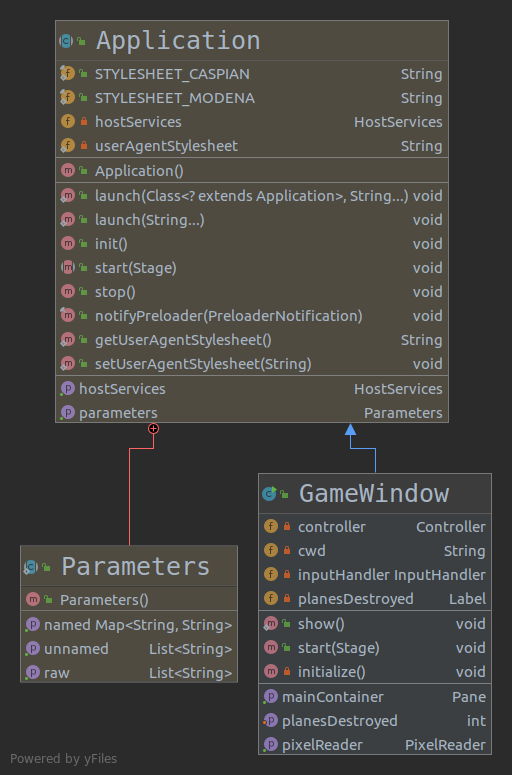 Application
STYLESHEET_CASPIAN String
STYLESHEET_MODENA String
hostServices HostServices
userAgentStylesheet String
Application()
launch(Class<? extends Application>, String...) void
launch(String...) void
init() void
start(Stage) void
stop() void
notifyPreloader(PreloaderNotification) void
getUserAgentStylesheet() String
setUserAgentStylesheet(String) void
hostServices HostServices
parameters Parameters
GameWindow
controller Controller
cwd String
inputHandler InputHandler
planesDestroyed Label
show() void
start(Stage) void
initialize() void
mainContainer Pane
planesDestroyed int
pixelReader PixelReader
Parameters
Parameters()
named Map<String, String>
unnamed List<String>
raw List<String>
Powered by yFiles